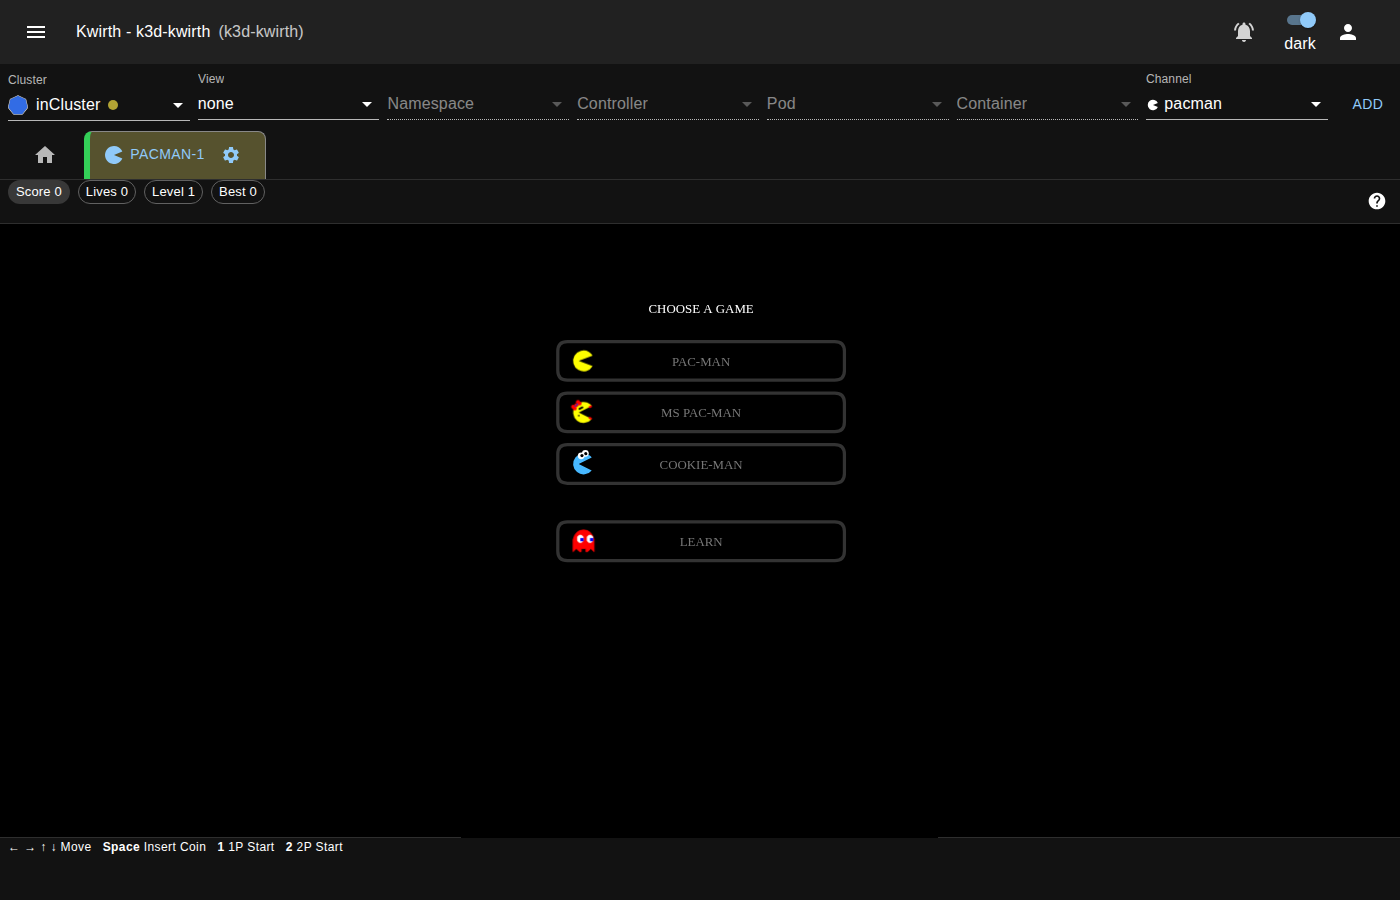 Kwirth - k3d-kwirth (k3d-kwirth)
dark
Cluster
inCluster
View
none
Namespace
Controller
Pod
Container
Channel
pacman
ADD
PACMAN-1
Score 0
Lives 0
Level 1
Best 0
CHOOSE A GAME
PAC-MAN
MS PAC-MAN
COOKIE-MAN
LEARN
← → ↑ ↓ Move Space Insert Coin 1 1P Start 2 2P Start